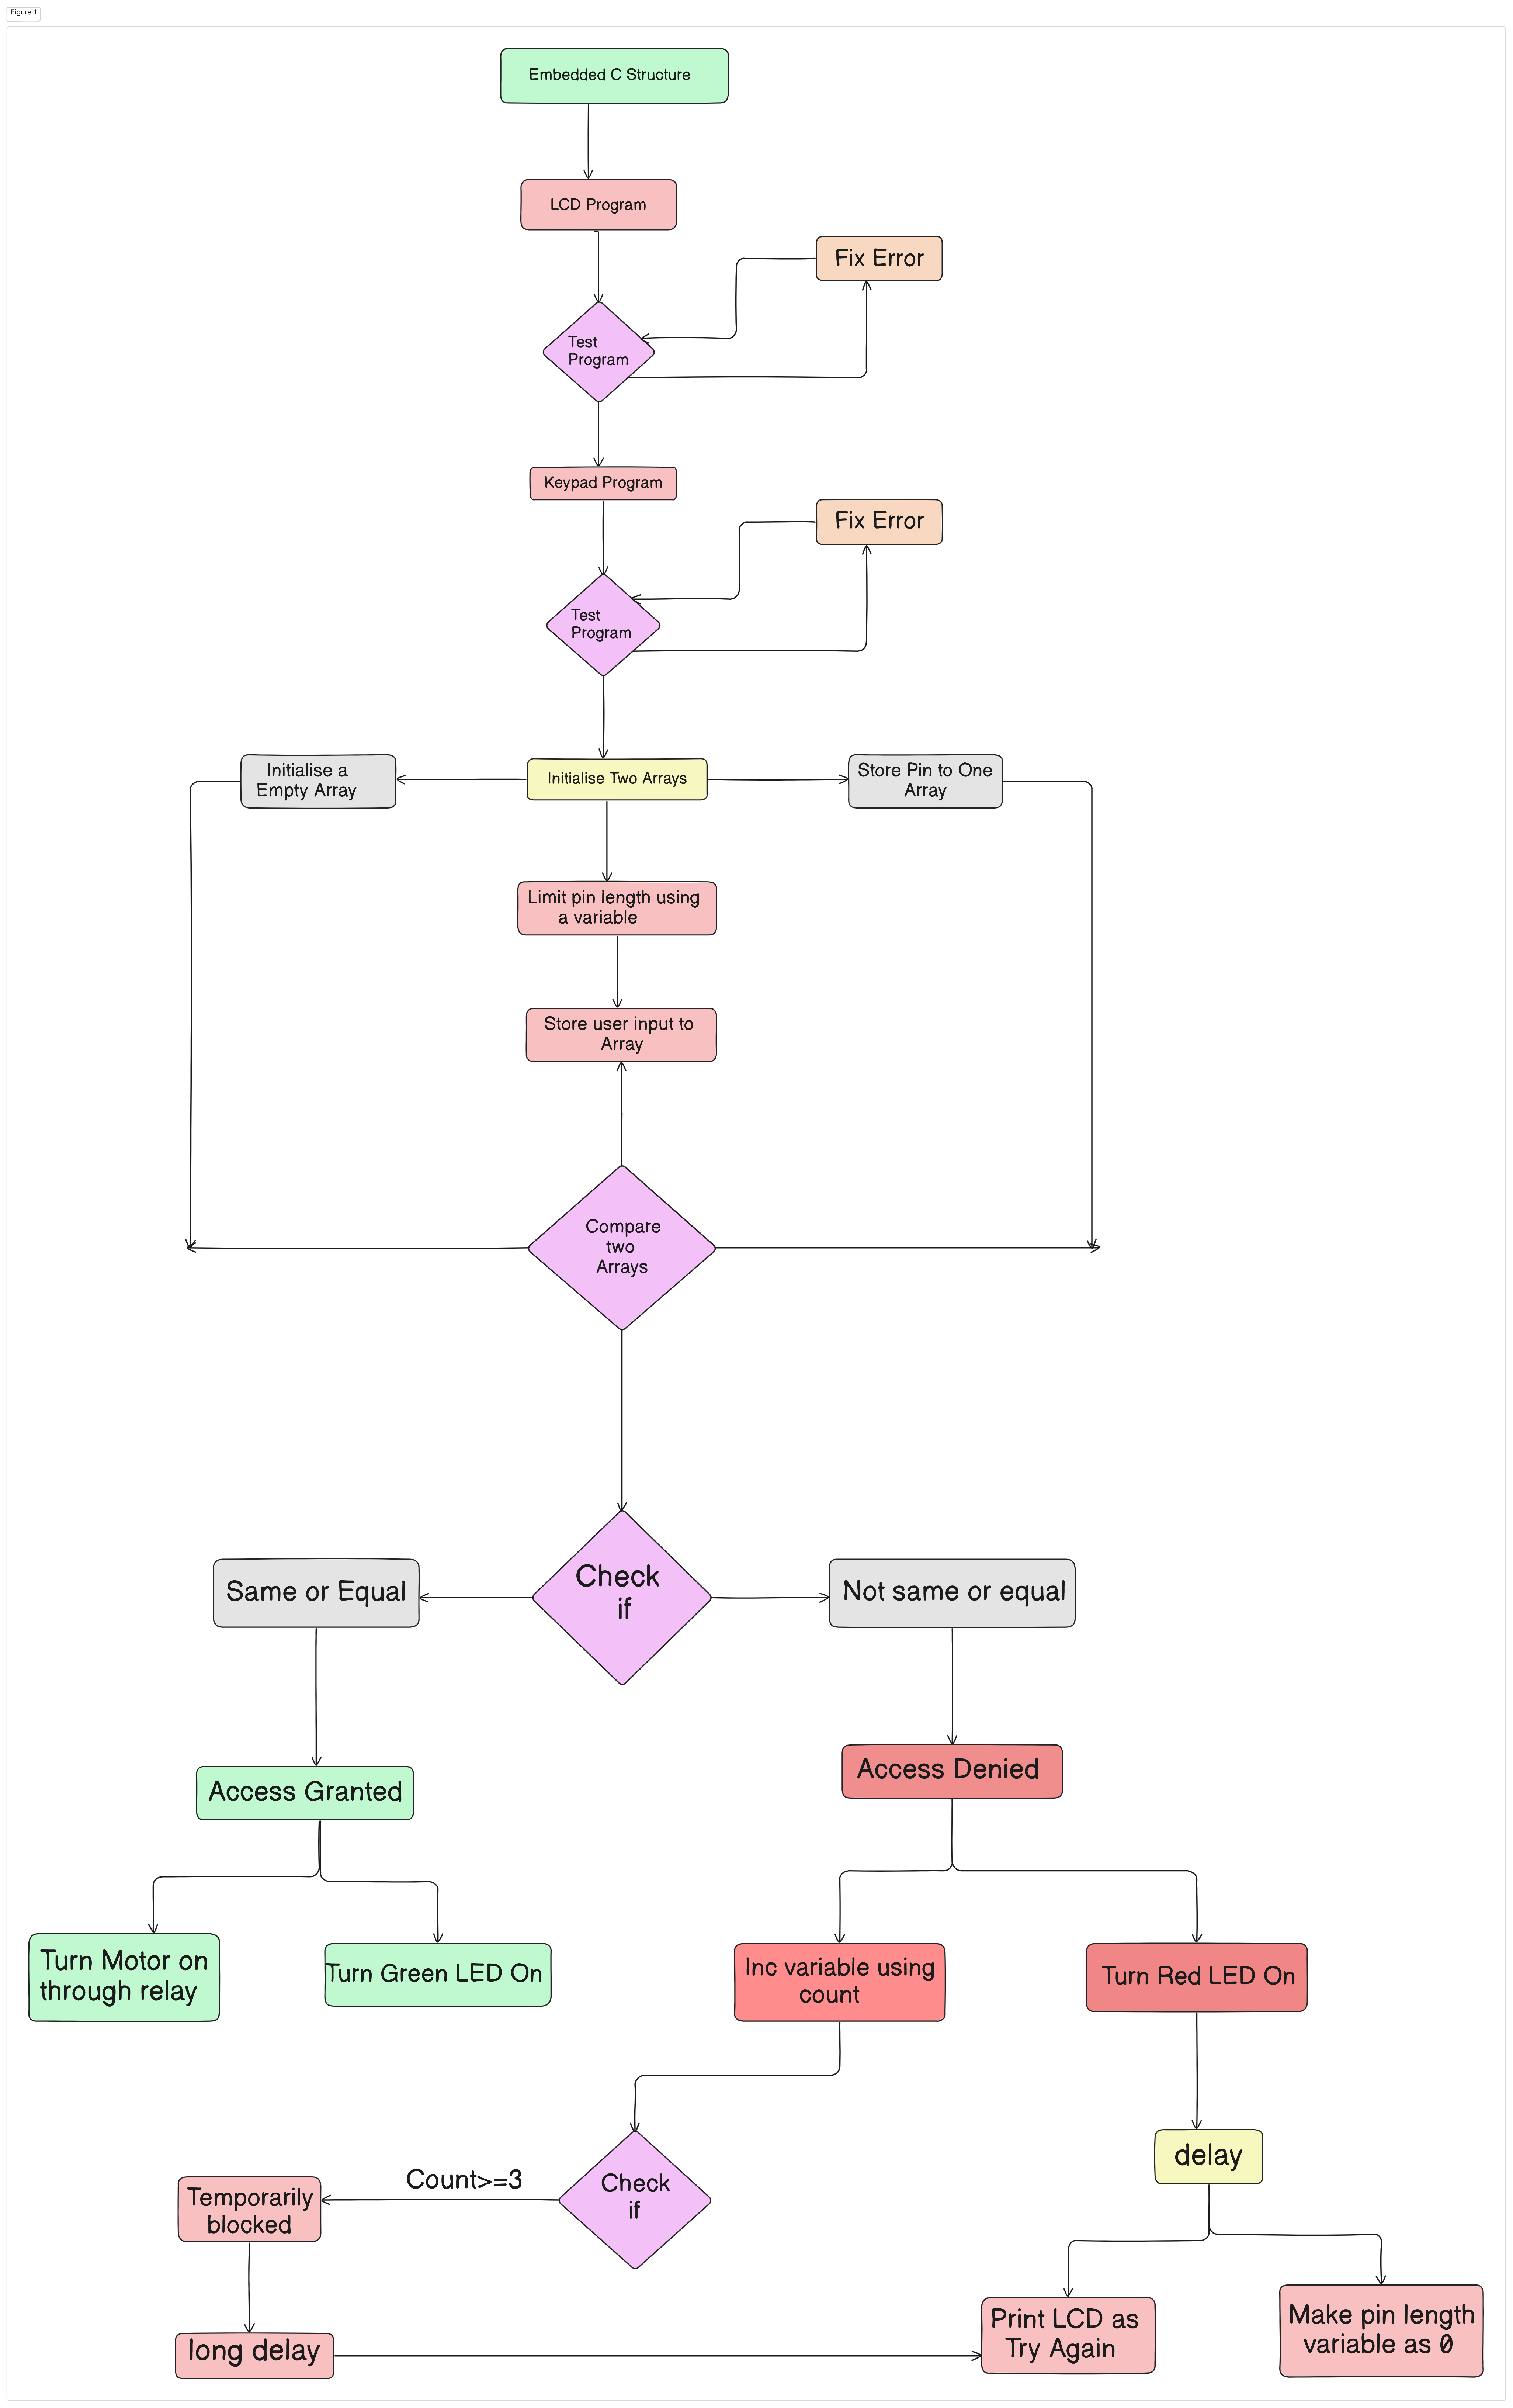 Figure 1
Embedded C Structure
LCD Program
Fix Error
Test
Program
Keypad Program
Fix Error
Test
Program
Initialise a
Empty Array
Initialise Two Arrays
Store Pin to One
Array
Limit pin length using
a variable
Store user input to
Array
Compare
two
Arrays
Check
if
Same or Equal
Not same or equal
Access Granted
Access Denied
Turn Motor on
through relay
Turn Green LED On
Inc variable using
count
Turn Red LED On
delay
Count>=3
Check
if
Temporarily
blocked
long delay
Print LCD as
Try Again
Make pin length
variable as 0